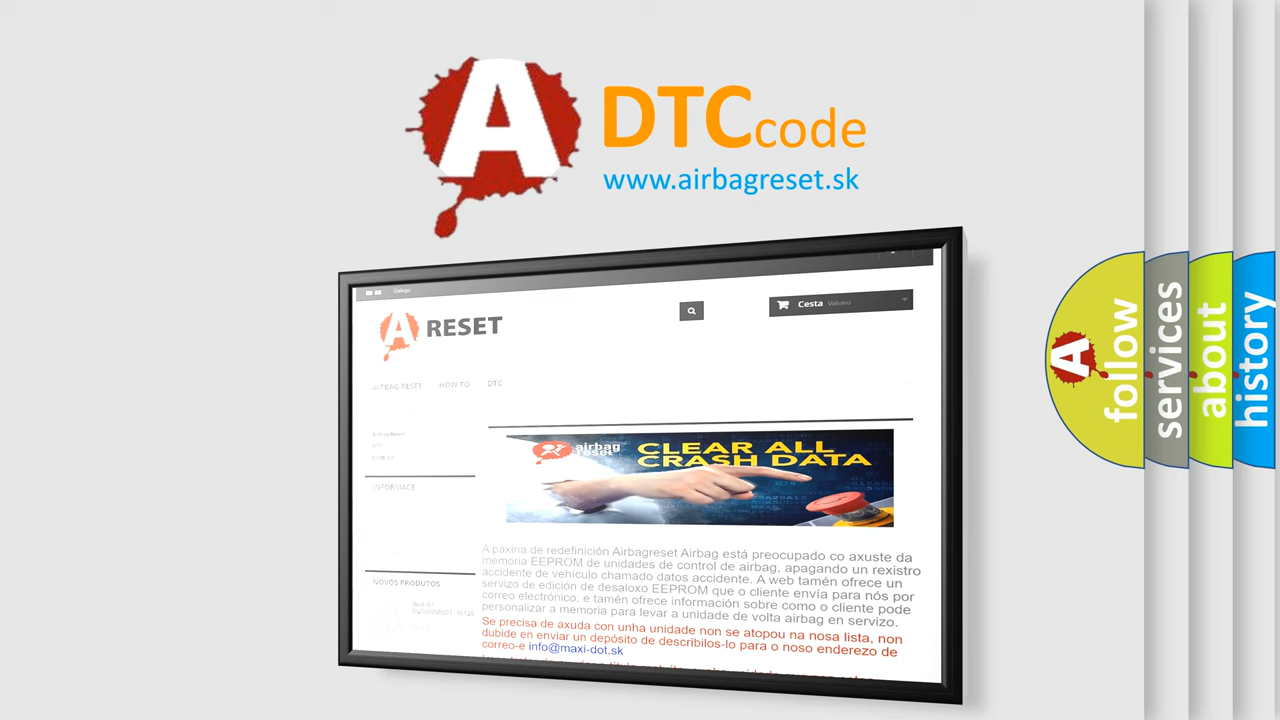 A
DTCcode
www.airbagreset.sk
Galego
A RESET
Cesta Valeiro
AIRBAG RESET HOW TO DTC
INFORMACE
NOVOS PRODUTOS
airbag
reset
CLEAR ALL
CRASH DATA
A páxina de redefinición Airbagreset Airbag está preocupado co axuste da
memoria EEPROM de unidades de control de airbag, apagando un rexistro
accidente de vehículo chamado datos accidente. A web tamén ofrece un
servizo de edición de desaloxo EEPROM que o cliente envía para nós por
correo electrónico, e tamén ofrece información sobre como o cliente pode
personalizar a memoria para levar a unidade de volta airbag en servizo.
Se precisa de axuda con unha unidade non se atopou na nosa lista, non
dubide en enviar un depósito de describilos-lo para o noso enderezo de
correo-e info@maxi-dot.sk
A
follow
services
about
history